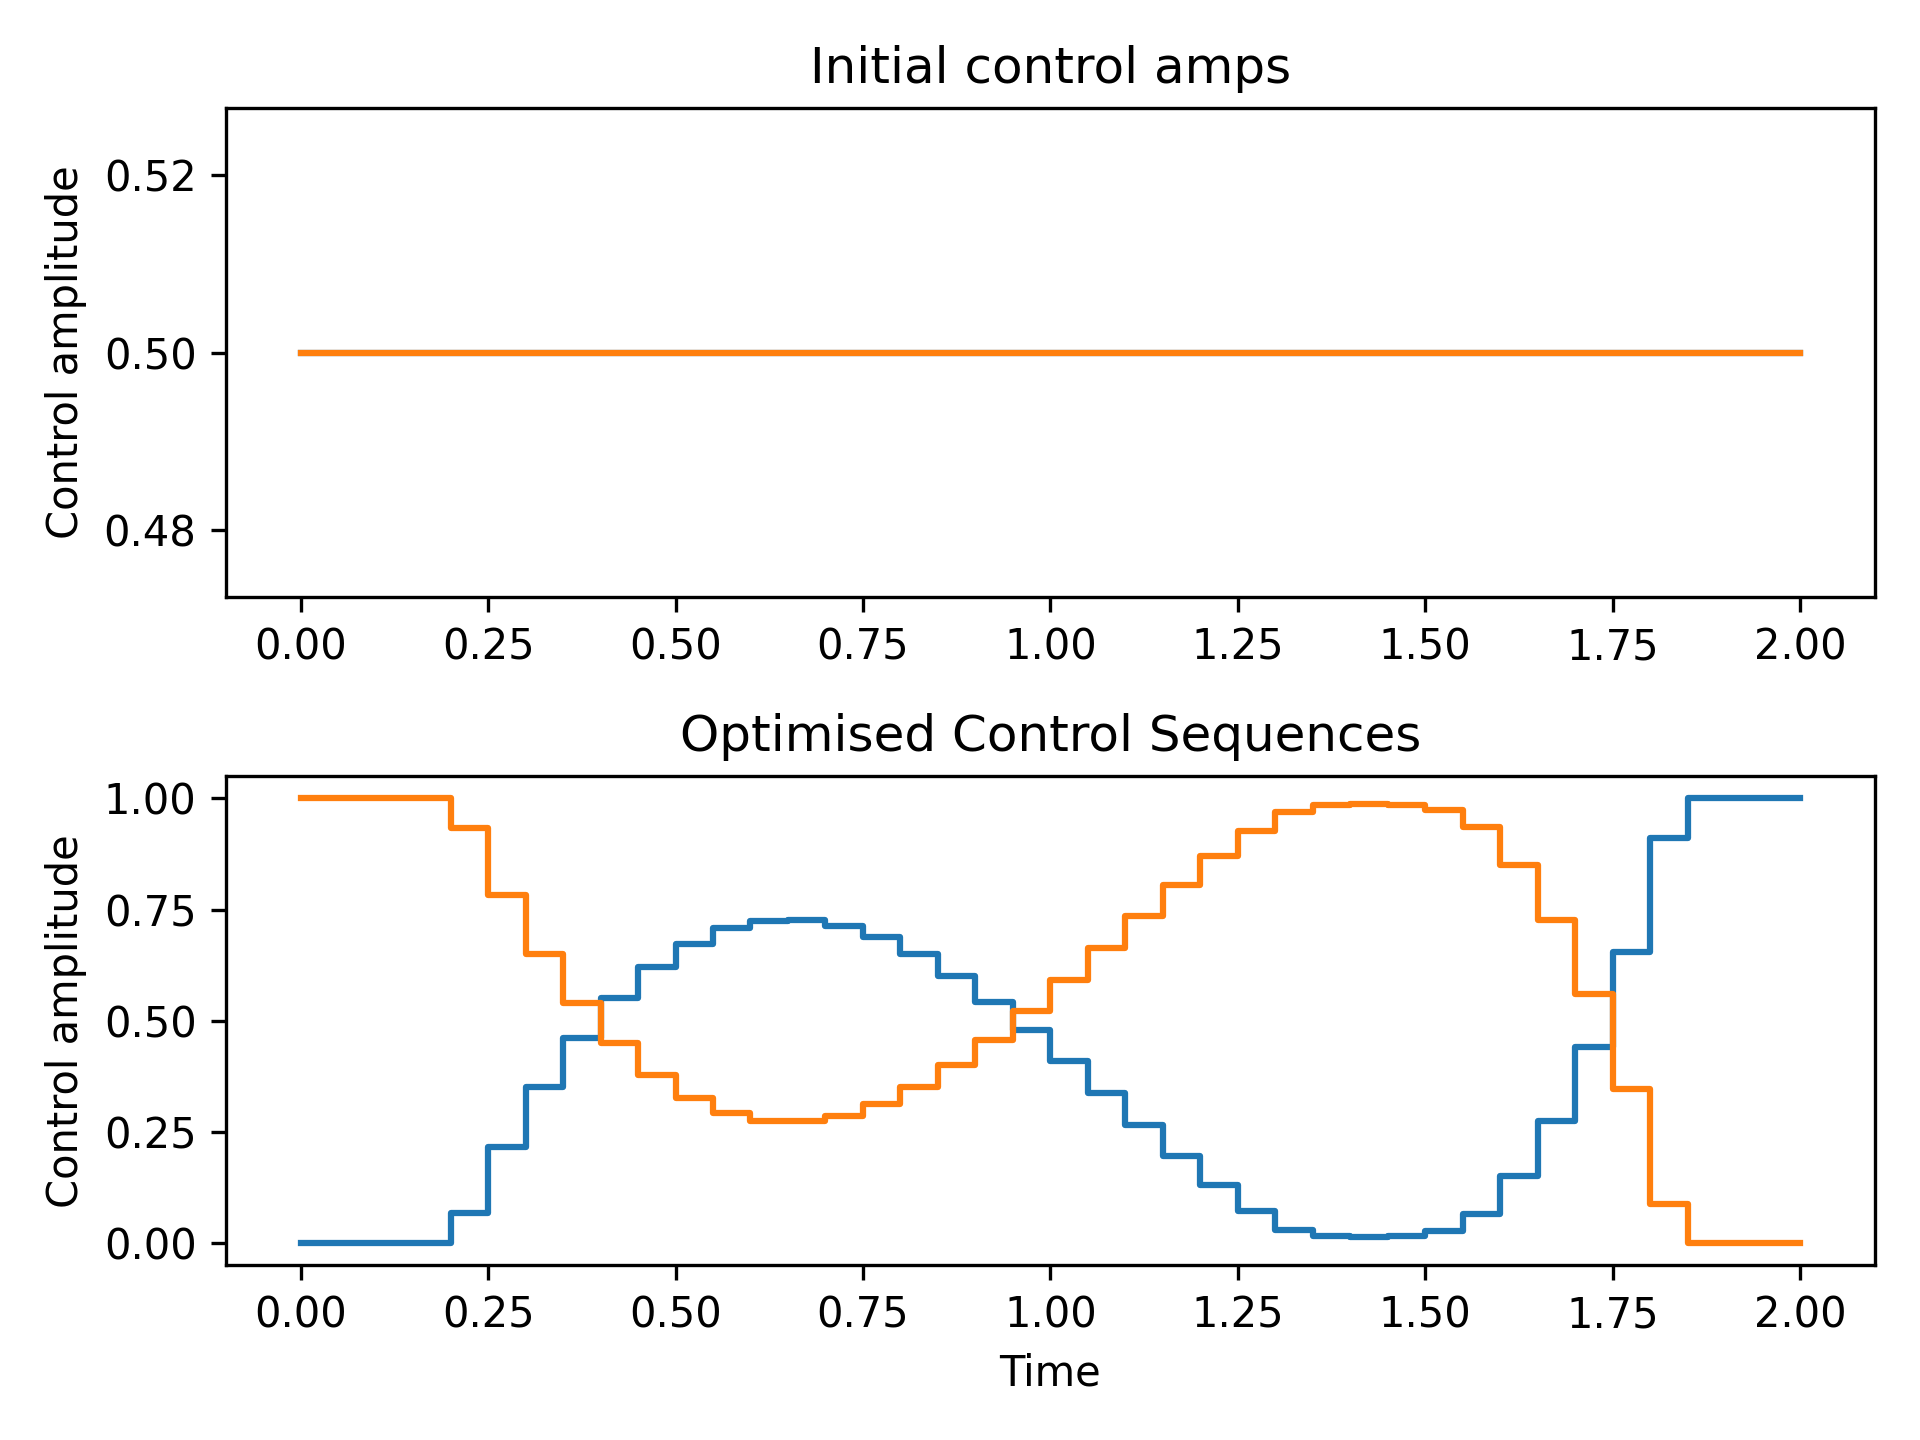 Initial control amps
Control amplitude
0.52
0.50
0.48
0.00 0.25 0.50 0.75 1.00 1.25 1.50 1.75 2.00
Optimised Control Sequences
Control amplitude
1.00
0.75
0.50
0.25
0.00
0.00 0.25 0.50 0.75 1.00 1.25 1.50 1.75 2.00
Time